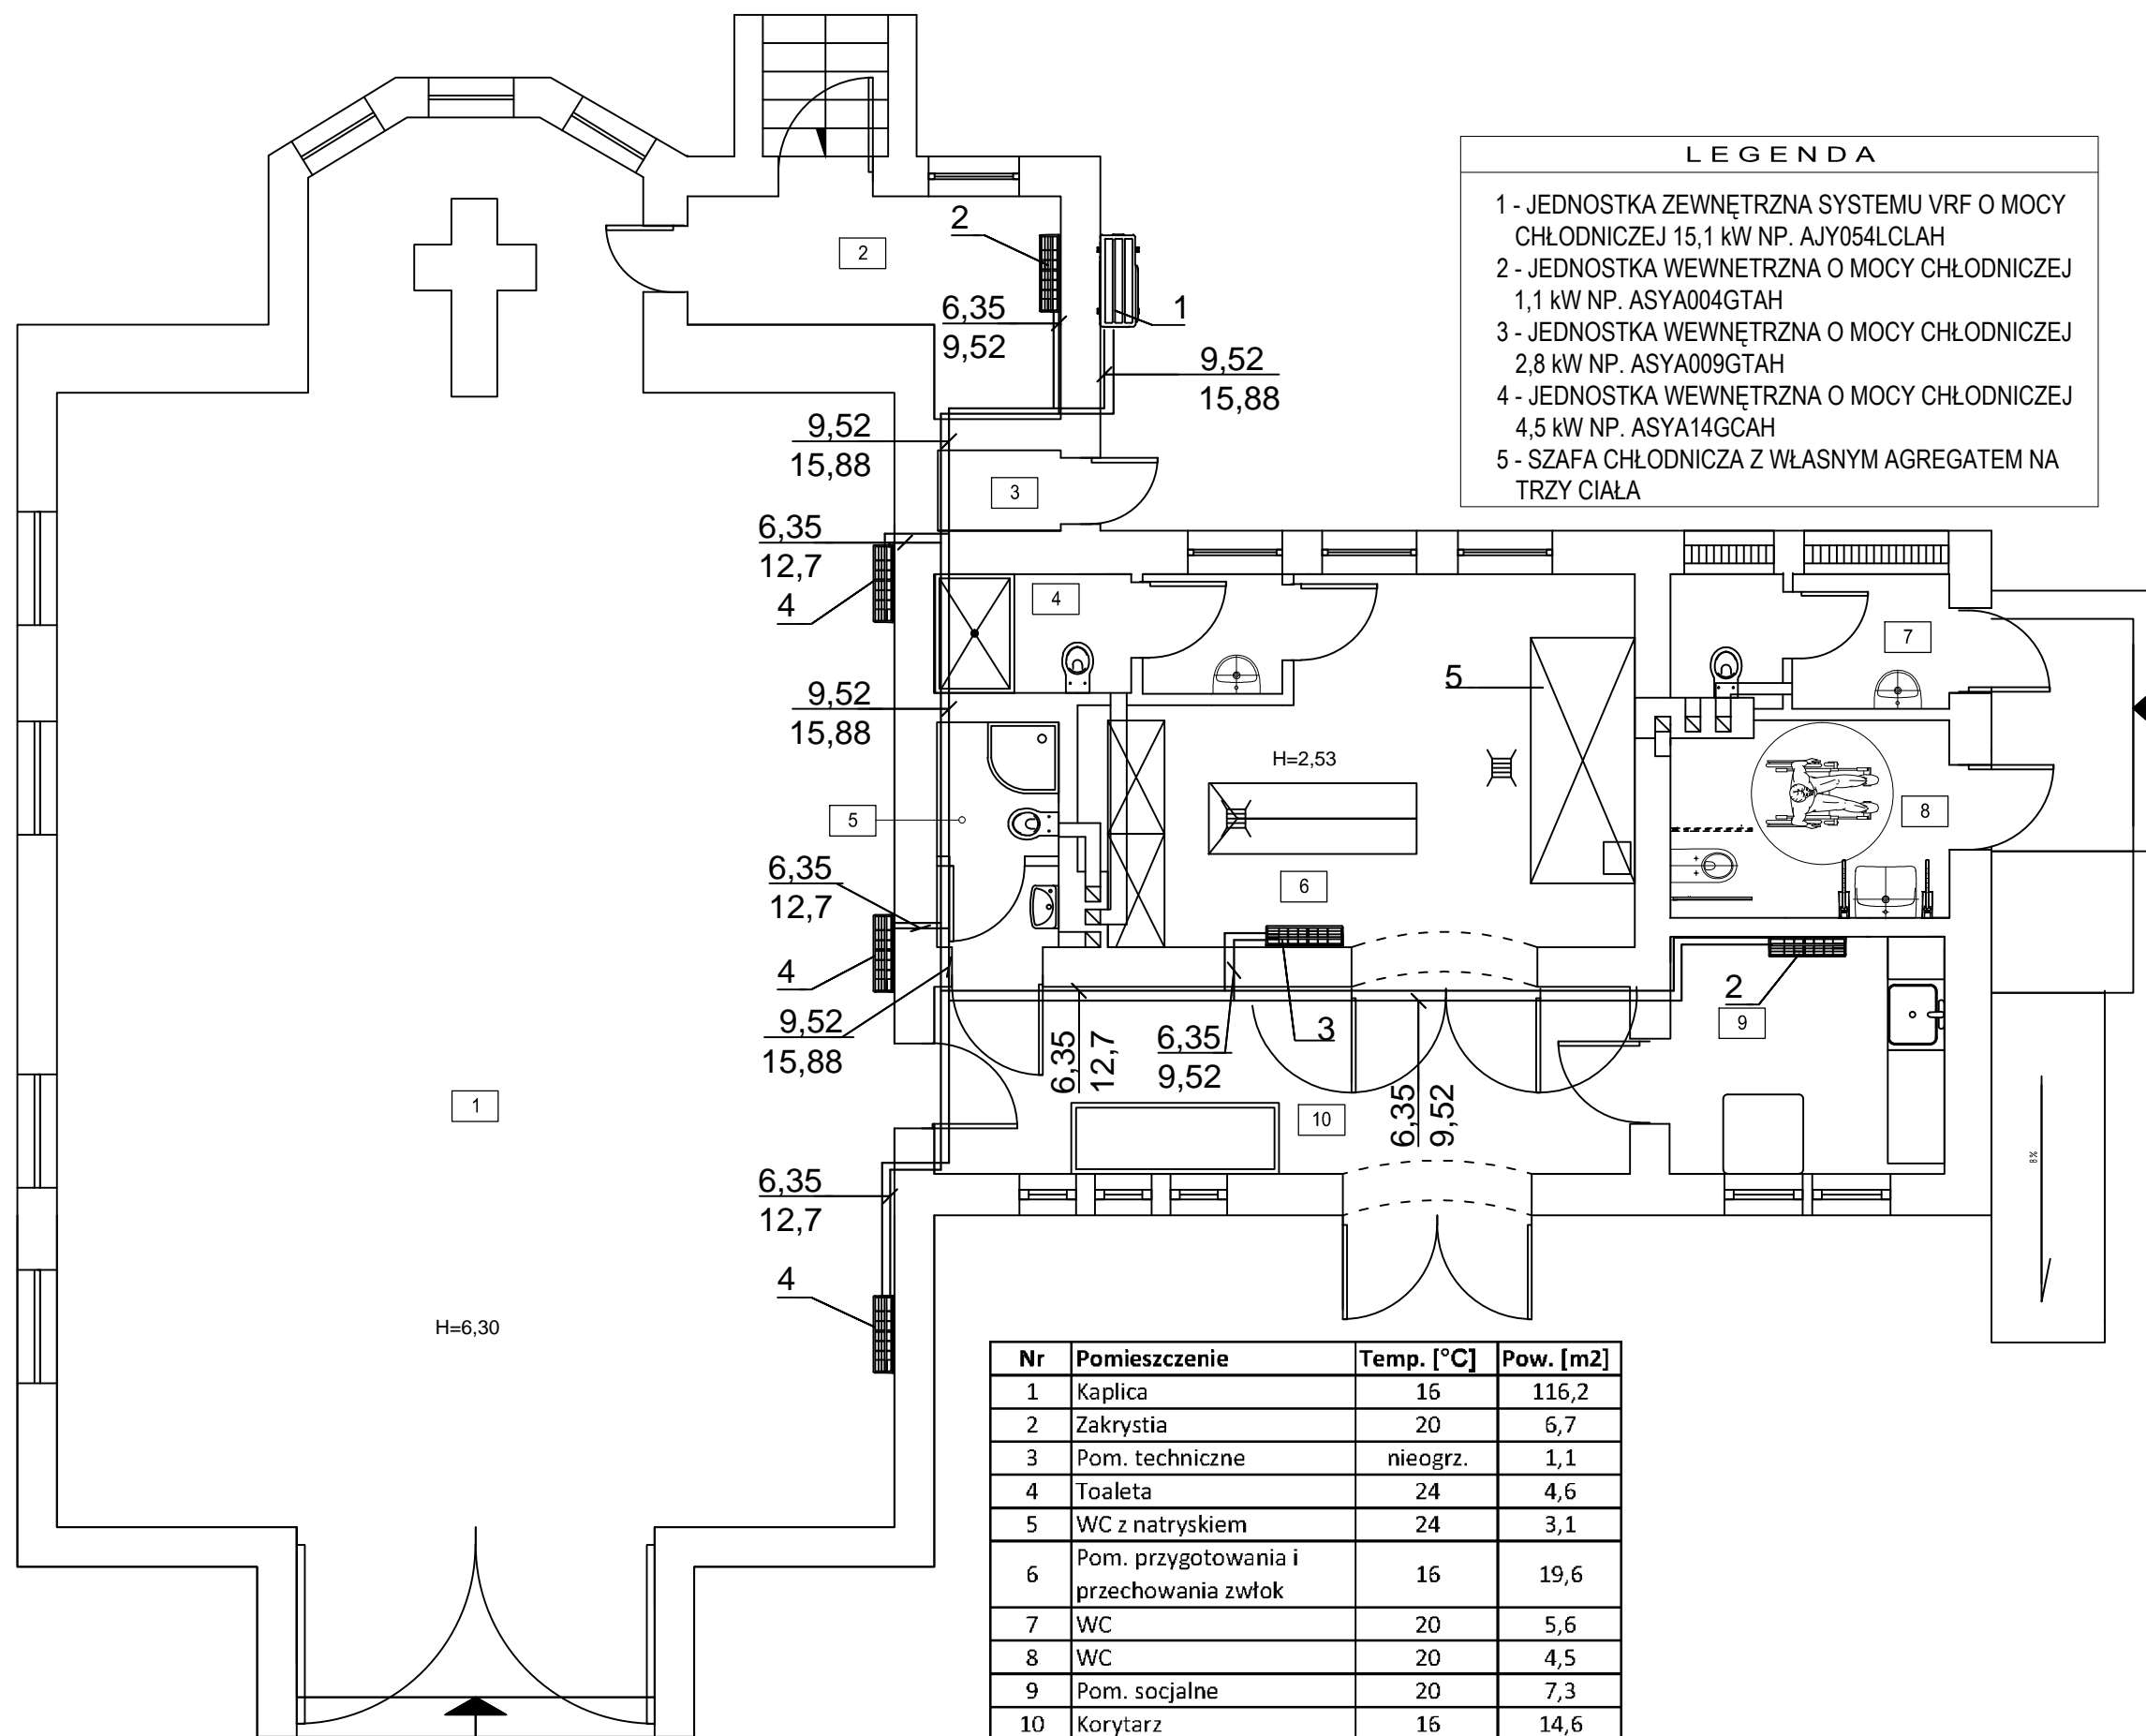 LEGENDA
1 - JEDNOSTKA ZEWNĘTRZNA SYSTEMU VRF O MOCY
CHŁODNICZEJ 15,1 kW NP. AJY054LCLAH
2 - JEDNOSTKA WEWNETRZNA O MOCY CHŁODNICZEJ
1,1 kW NP. ASYA004GTAH
3 - JEDNOSTKA WEWNĘTRZNA O MOCY CHŁODNICZEJ
2,8 kW NP. ASYA009GTAH
4 - JEDNOSTKA WEWNĘTRZNA O MOCY CHŁODNICZEJ
4,5 kW NP. ASYA14GCAH
5 - SZAFA CHŁODNICZA Z WŁASNYM AGREGATEM NA
TRZY CIAŁA
2
2
6,35
9,52
1
9,52
15,88
9,52
15,88
3
6,35
12,7
4
4
7
5
9,52
15,88
H=2,53
5
8
6,35
12,7
6
4
2
9
9,52
15,88
6,35
12,7
6,35
9,52
3
6,35
9,52
1
10
8%
6,35
12,7
4
H=6,30
Nr Pomieszczenie Temp. [°C] Pow. [m2]
1 Kaplica 16 116,2
2 Zakrystia 20 6,7
3 Pom. techniczne nieogrz. 1,1
4 Toaleta 24 4,6
5 WC z natryskiem 24 3,1
6 Pom. przygotowania i
przechowania zwłok 16 19,6
7 WC 20 5,6
8 WC 20 4,5
9 Pom. socjalne 20 7,3
10 Korytarz 16 14,6